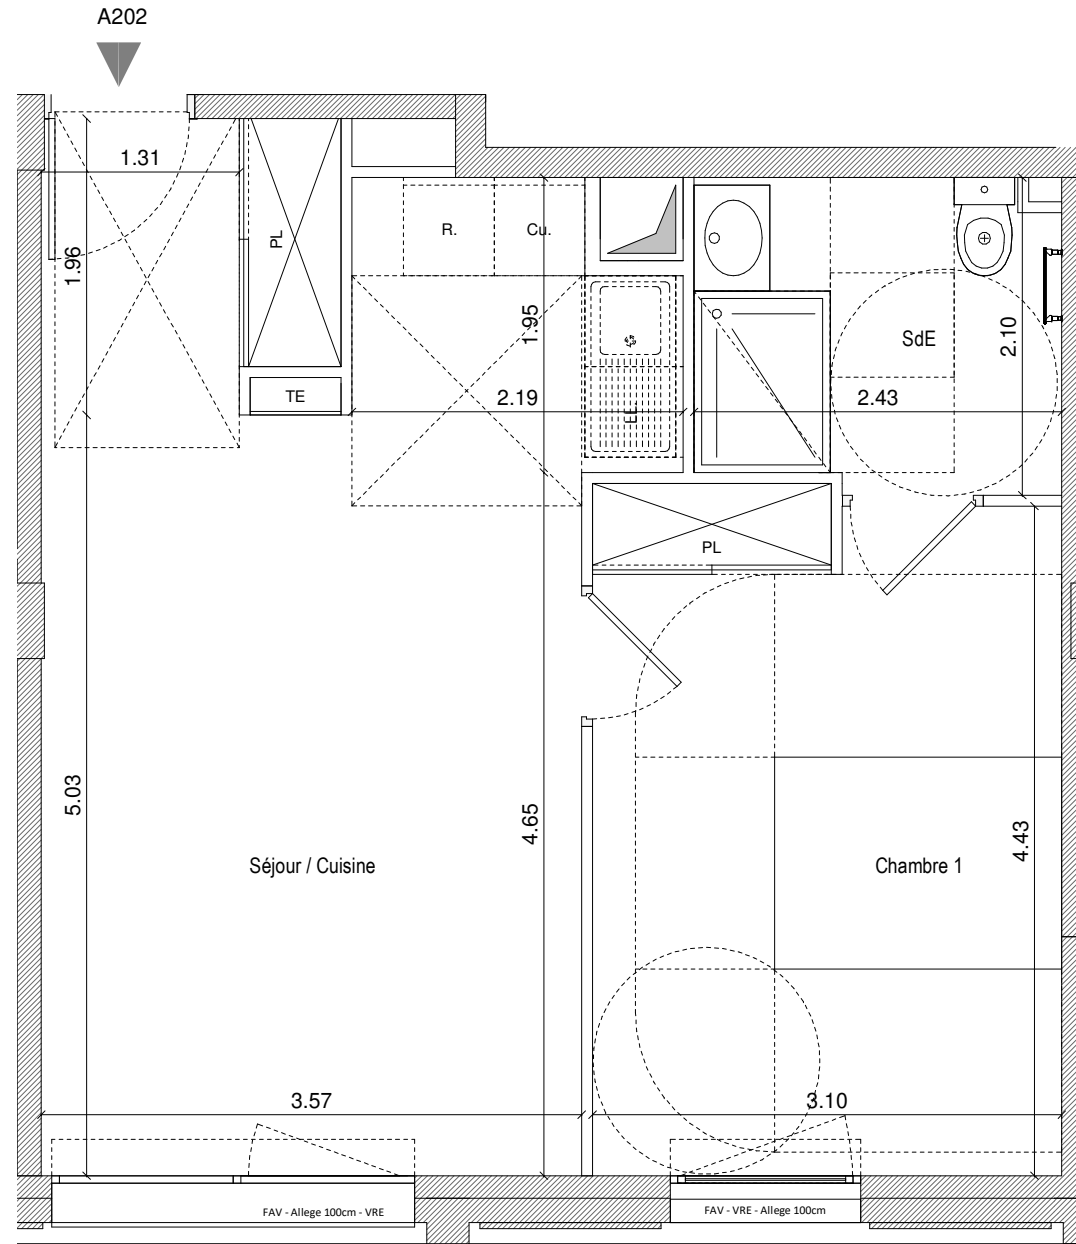 A202
1.31
PL
1.96
R.
Cu.
1.95
SdE
2.10
TE
2.19
LL.
2.43
PL
5.03
4.65
4.43
Séjour / Cuisine
Chambre 1
3.57
3.10
FAV - Allege 100cm - VRE
FAV - VRE - Allege 100cm